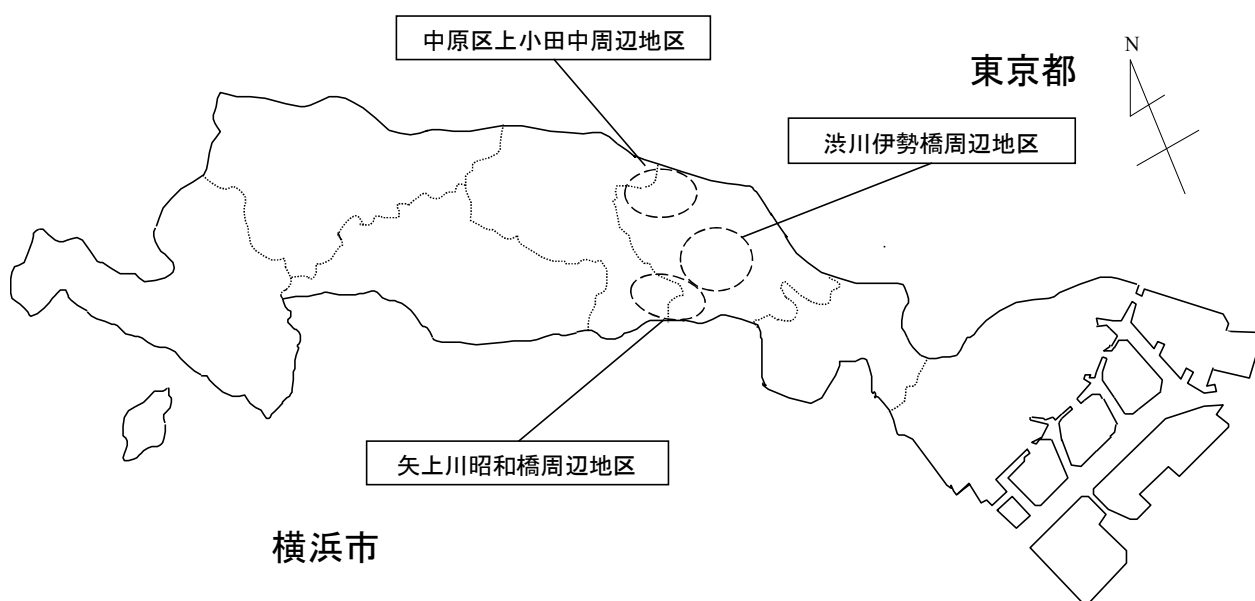 中原区上小田中周辺地区
N
東京都
渋川伊勢橋周辺地区
矢上川昭和橋周辺地区
横浜市